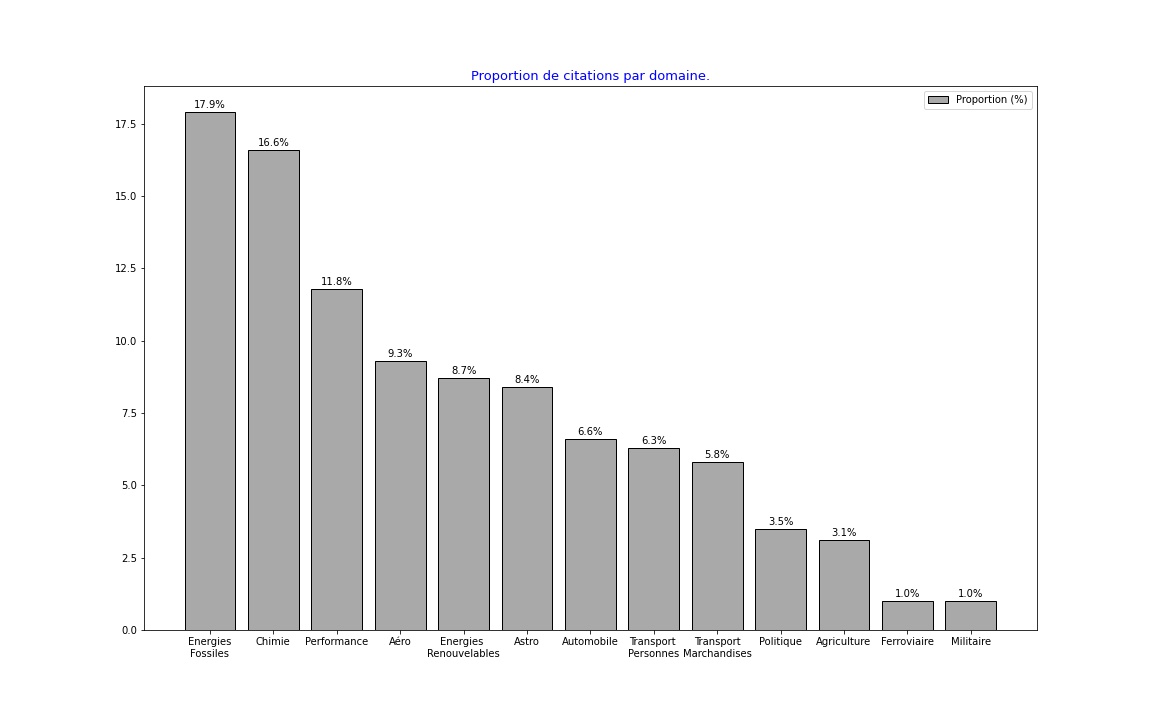 Proportion de citations par domaine.
Proportion (%)
17.9%
16.6%
11.8%
9.3%
8.7%
8.4%
6.6%
6.3%
5.8%
3.5%
3.1%
1.0%
1.0%
17.5
15.0
12.5
10.0
7.5
5.0
2.5
0.0
Energies
Fossiles
Chimie
Performance
Aéro
Energies
Renouvelables
Astro
Automobile
Transport
Personnes
Transport
Marchandises
Politique
Agriculture
Ferroviaire
Militaire